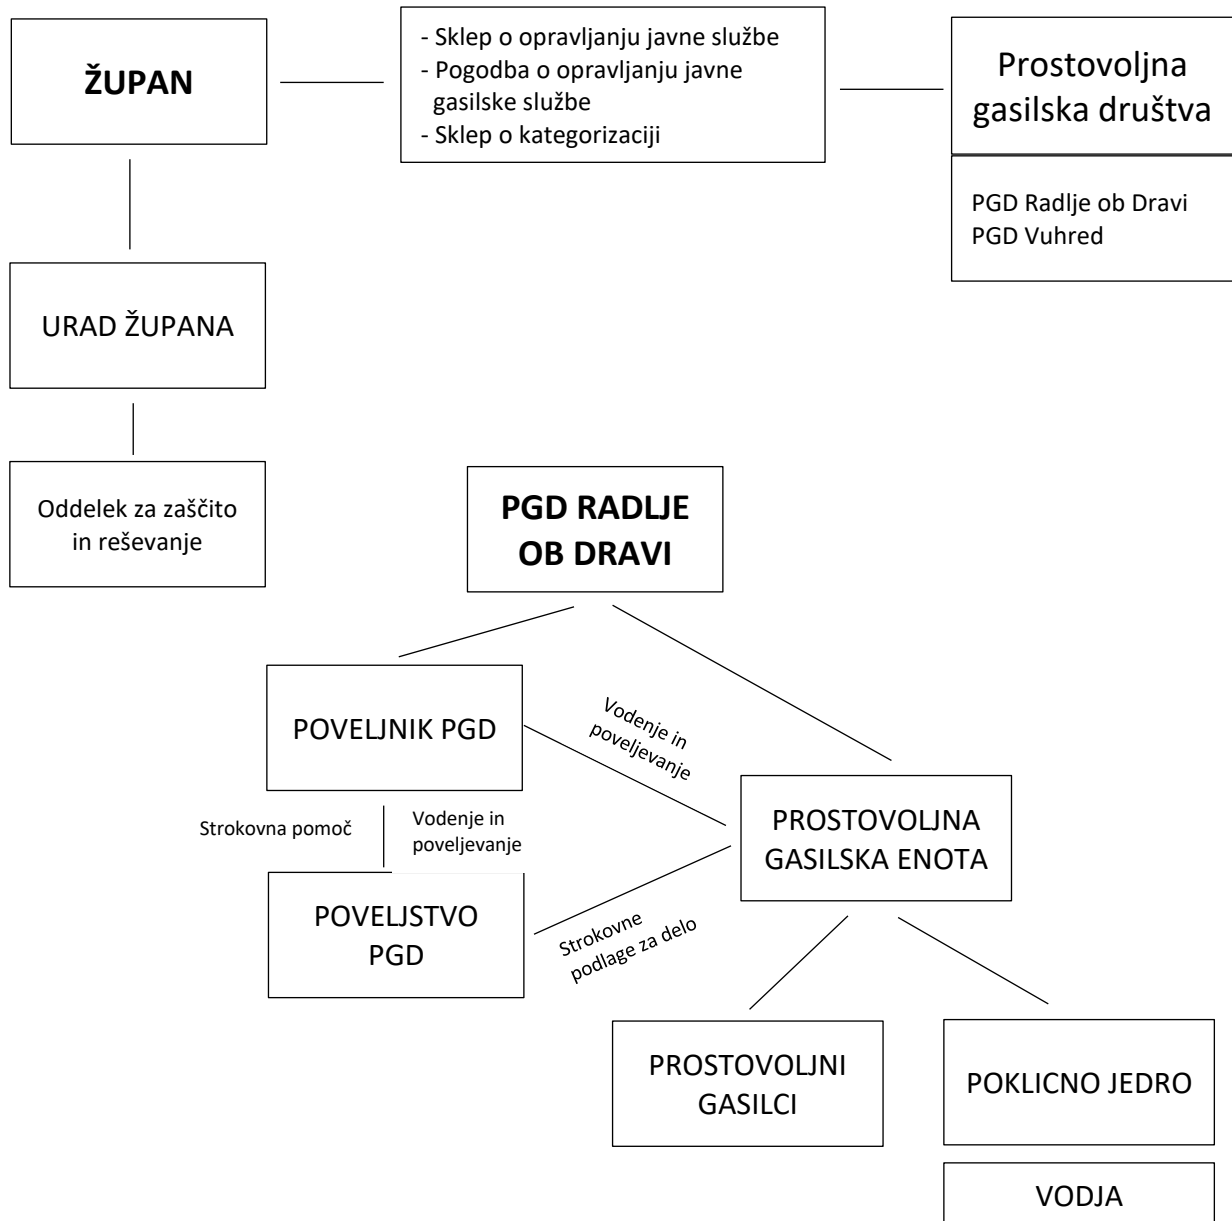 ŽUPAN
- Sklep o opravljanju javne službe
- Pogodba o opravljanju javne
gasilske službe
- Sklep o kategorizaciji
Prostovoljna
gasilska društva
PGD Radlje ob Dravi
PGD Vuhred
URAD ŽUPANA
Oddelek za zaščito
in reševanje
PGD RADLJE
OB DRAVI
POVELJNIK PGD
Vodenje in
poveljevanje
Strokovna pomoč
Vodenje in
poveljevanje
PROSTOVOLJNA
GASILSKA ENOTA
POVELJSTVO
PGD
Strokovne
podlage za delo
PROSTOVOLJNI
GASILCI
POKLICNO JEDRO
VODJA